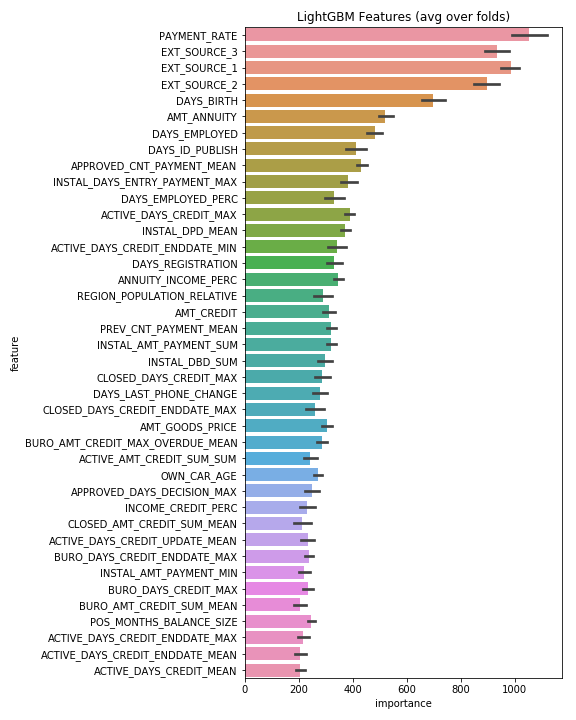 LightGBM Features (avg over folds)
feature
PAYMENT_RATE
EXT_SOURCE_3
EXT_SOURCE_1
EXT_SOURCE_2
DAYS_BIRTH
AMT_ANNUITY
DAYS_EMPLOYED
DAYS_ID_PUBLISH
APPROVED_CNT_PAYMENT_MEAN
INSTAL_DAYS_ENTRY_PAYMENT_MAX
DAYS_EMPLOYED_PERC
ACTIVE_DAYS_CREDIT_MAX
INSTAL_DPD_MEAN
ACTIVE_DAYS_CREDIT_ENDDATE_MIN
DAYS_REGISTRATION
ANNUITY_INCOME_PERC
REGION_POPULATION_RELATIVE
AMT_CREDIT
PREV_CNT_PAYMENT_MEAN
INSTAL_AMT_PAYMENT_SUM
INSTAL_DBD_SUM
CLOSED_DAYS_CREDIT_MAX
DAYS_LAST_PHONE_CHANGE
CLOSED_DAYS_CREDIT_ENDDATE_MAX
AMT_GOODS_PRICE
BURO_AMT_CREDIT_MAX_OVERDUE_MEAN
ACTIVE_AMT_CREDIT_SUM_SUM
OWN_CAR_AGE
APPROVED_DAYS_DECISION_MAX
INCOME_CREDIT_PERC
CLOSED_AMT_CREDIT_SUM_MEAN
ACTIVE_DAYS_CREDIT_UPDATE_MEAN
BURO_DAYS_CREDIT_ENDDATE_MAX
INSTAL_AMT_PAYMENT_MIN
BURO_DAYS_CREDIT_MAX
BURO_AMT_CREDIT_SUM_MEAN
POS_MONTHS_BALANCE_SIZE
ACTIVE_DAYS_CREDIT_ENDDATE_MAX
ACTIVE_DAYS_CREDIT_ENDDATE_MEAN
ACTIVE_DAYS_CREDIT_MEAN
0 200 400 600 800 1000
importance